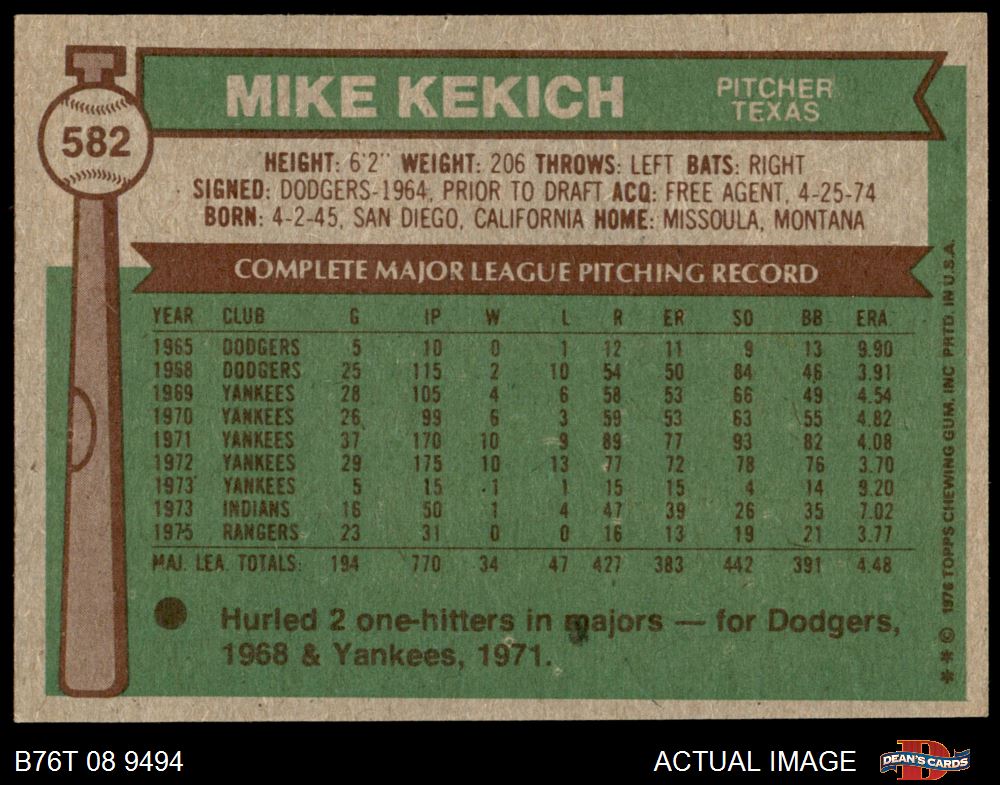 582
MIKE KEKICH
PITCHER
TEXAS
HEIGHT: 6'2" WEIGHT: 206 THROWS: LEFT BATS: RIGHT
SIGNED: DODGERS-1964, PRIOR TO DRAFT ACQ: FREE AGENT, 4-25-74
BORN: 4-2-45, SAN DIEGO, CALIFORNIA HOME: MISSOULA, MONTANA
COMPLETE MAJOR LEAGUE PITCHING RECORD
YEAR CLUB G IP W L R ER SO BB ERA
1965 DODGERS 5 10 0 1 12 11 9 13 9.90
1968 DODGERS 25 115 2 10 54 50 84 46 3.91
1969 YANKEES 28 105 4 6 58 53 66 49 4.54
1970 YANKEES 26 99 6 3 59 53 63 55 4.82
1971 YANKEES 37 170 10 9 89 77 93 82 4.08
1972 YANKEES 29 175 10 13 77 72 78 76 3.70
1973 YANKEES 5 15 1 1 15 15 4 14 9.20
1973 INDIANS 16 50 1 4 47 39 26 35 7.02
1975 RANGERS 23 31 0 0 16 13 19 21 3.77
MAJ. LEA. TOTALS: 194 770 34 47 427 383 442 391 4.48
Hurled 2 one-hitters in majors — for Dodgers,
1968 & Yankees, 1971.
** © 1976 TOPPS CHEWING GUM, INC PRTD. IN U.S.A.
B76T 08 9494
ACTUAL IMAGE
D
DEAN'S CARDS